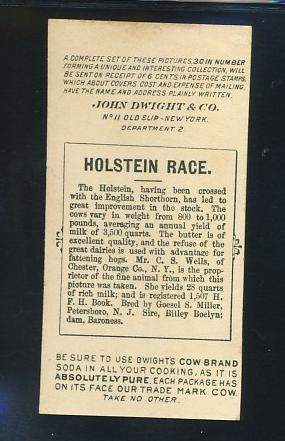 A COMPLETE SET OF THESE PICTURES, 30 IN NUMBER
FORMING A UNIQUE AND INTERESTING COLLECTION, WILL
BE SENT ON RECEIPT OF 6 CENTS IN POSTAGE STAMPS,
WHICH ABOUT COVERS COST AND EXPENSE OF MAILING.
HAVE THE NAME AND ADDRESS PLAINLY WRITTEN.
JOHN DWIGHT & CO.
No 11 OLD SLIP-NEW YORK.
DEPARTMENT 2
HOLSTEIN RACE.
The Holstein, having been crossed
with the English Shorthorn, has led to
great improvement in the stock. The
cows vary in weight from 800 to 1,000
pounds, averaging an annual yield of
milk of 3,500 quarts. The butter is of
excellent quality, and the refuse of the
great dairies is used with advantage for
fattening hogs. Mr. C. S. Wells, of
Chester, Orange Co., N. Y., is the prop-
rietor of the fine animal from which this
picture was taken. She yields 28 quarts
of rich milk; and is registered 1,507 H.
F. H. Book. Bred by Goesel S. Miller,
Petersboro, N. J. Sire, Billey Boelyn;
dam, Baroness.
BE SURE TO USE DWIGHT'S COW BRAND
SODA IN ALL YOUR COOKING, AS IT IS
ABSOLUTELY PURE, EACH PACKAGE HAS
ON ITS FACE OUR TRADE MARK COW.
TAKE NO OTHER.